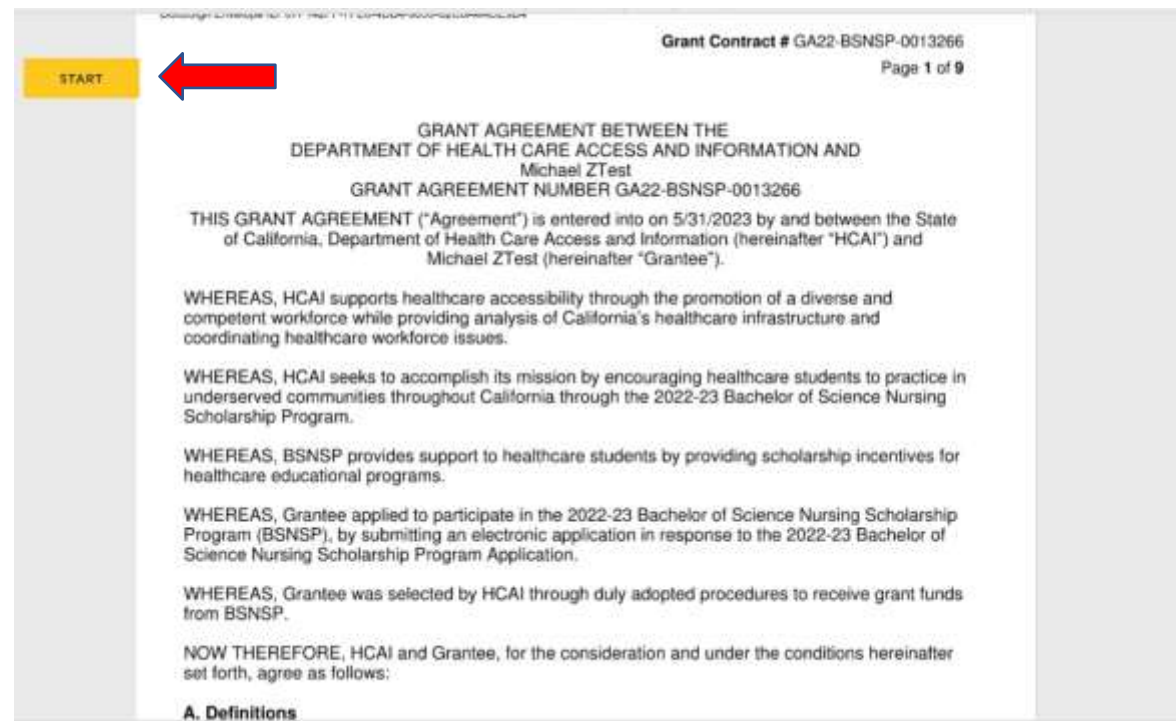 Grant Contract # GA22-BSNSP-0013266
START
Page 1 of 9
GRANT AGREEMENT BETWEEN THE
DEPARTMENT OF HEALTH CARE ACCESS AND INFORMATION AND
Michael ZTest
GRANT AGREEMENT NUMBER GA22-BSNSP-0013266
THIS GRANT AGREEMENT (“Agreement”) is entered into on 5/31/2023 by and between the State
of California, Department of Health Care Access and Information (hereinafter “HCAI”) and
Michael ZTest (hereinafter “Grantee”).
WHEREAS, HCAI supports healthcare accessibility through the promotion of a diverse and
competent workforce while providing analysis of California’s healthcare infrastructure and
coordinating healthcare workforce issues.
WHEREAS, HCAI seeks to accomplish its mission by encouraging healthcare students to practice in
underserved communities throughout California through the 2022-23 Bachelor of Science Nursing
Scholarship Program.
WHEREAS, BSNSP provides support to healthcare students by providing scholarship incentives for
healthcare educational programs.
WHEREAS, Grantee applied to participate in the 2022-23 Bachelor of Science Nursing Scholarship
Program (BSNSP), by submitting an electronic application in response to the 2022-23 Bachelor of
Science Nursing Scholarship Program Application.
WHEREAS, Grantee was selected by HCAI through duly adopted procedures to receive grant funds
from BSNSP.
NOW THEREFORE, HCAI and Grantee, for the consideration and under the conditions hereinafter
set forth, agree as follows:
A. Definitions